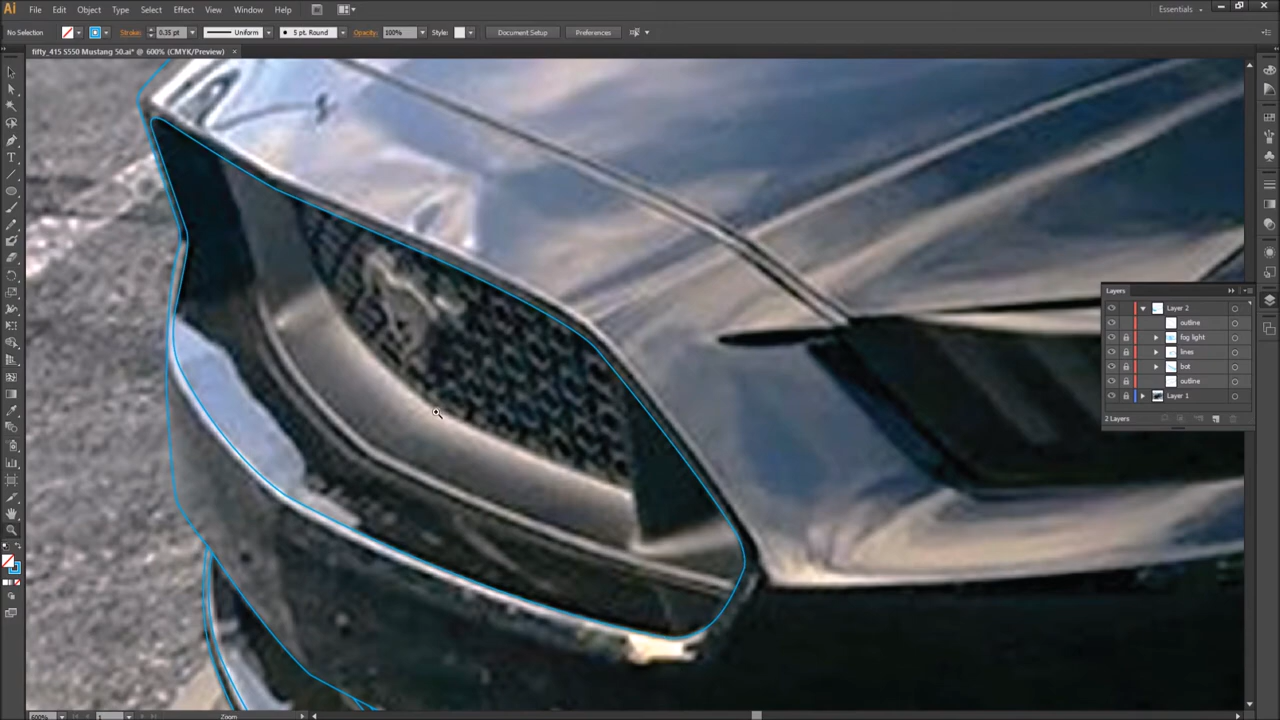 Ai File Edit Object Type Select Effect View Window Help Essentials
No Selection Stroke: 0.35 pt Uniform 5 pt. Round Opacity: 100% Style: Document Setup Preferences
fifty_415 S550 Mustang 50.ai* @ 600% (CMYK/Preview)
Layers
Layer 2
outline
fog light
lines
bot
outline
Layer 1
2 Layers
600% 1 Zoom